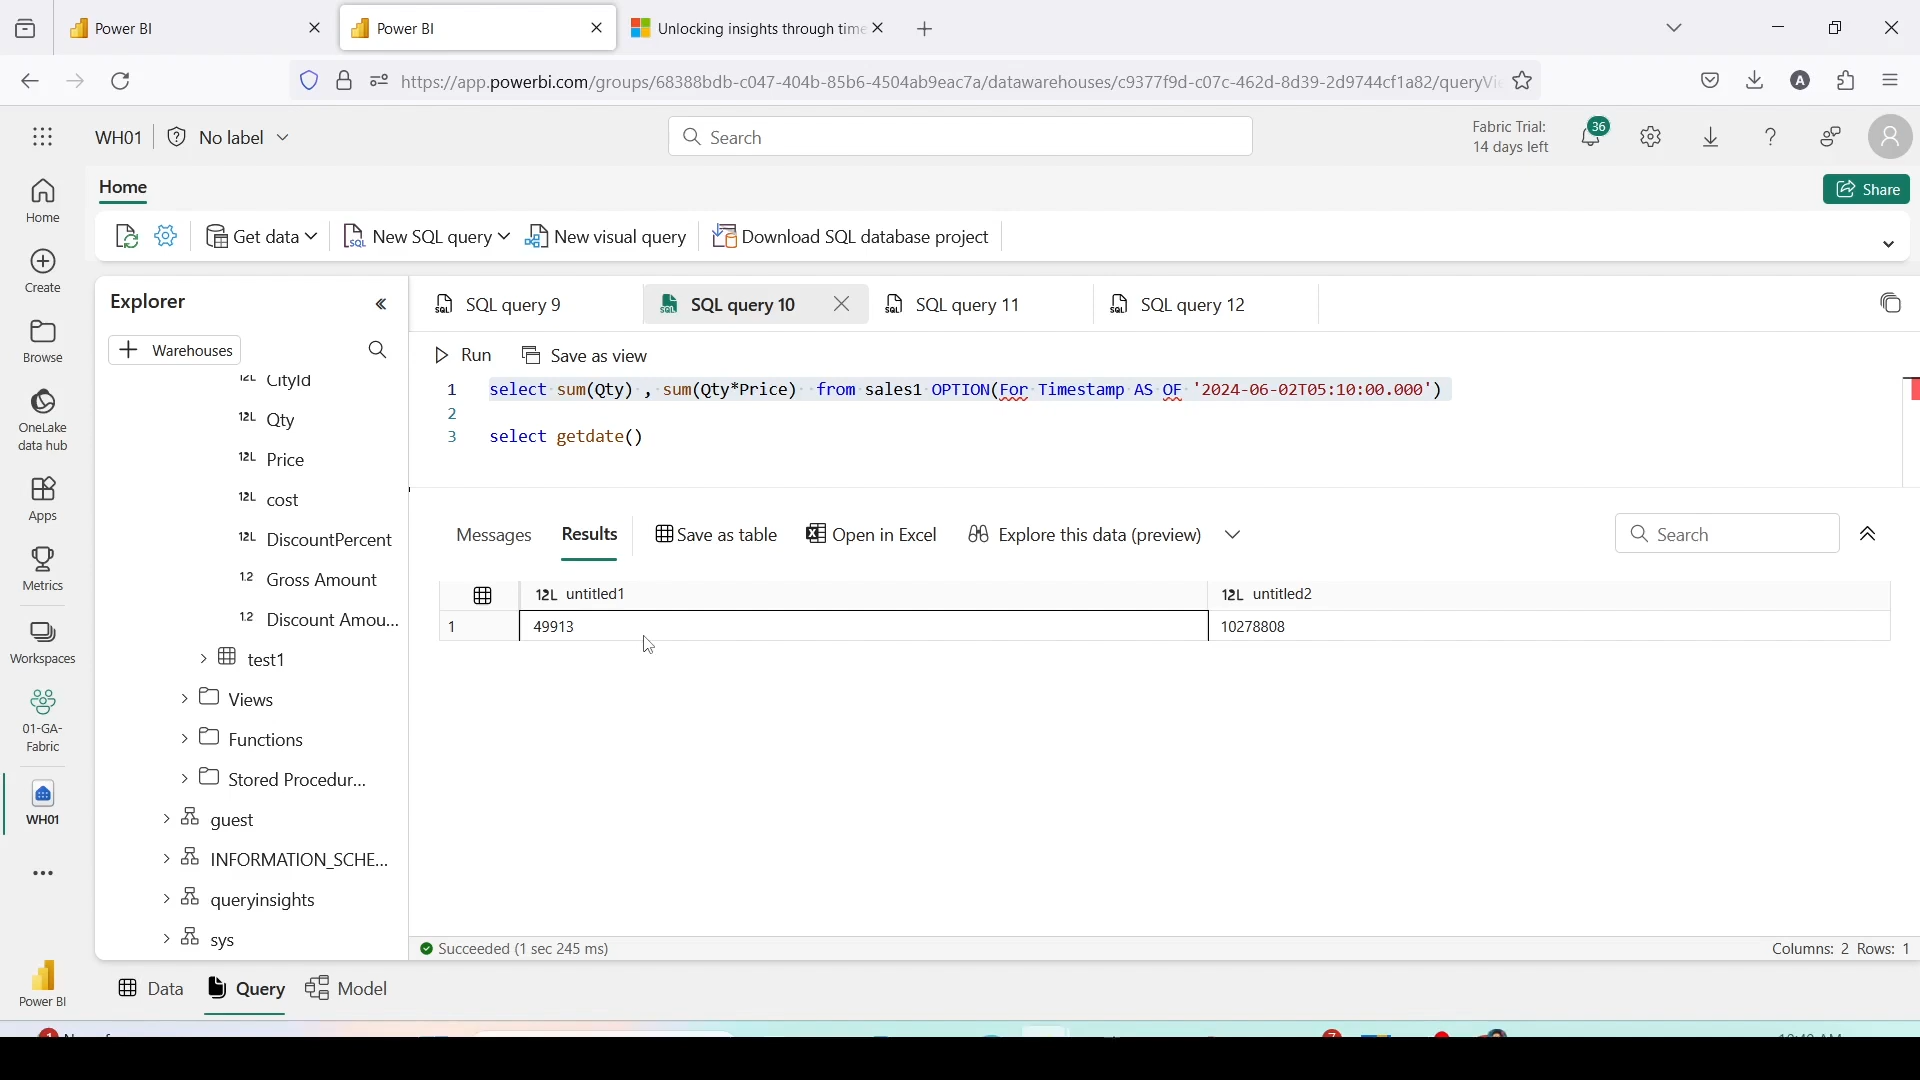 Power BI
Power BI
Unlocking insights through time
https://app.powerbi.com/groups/68388bdb-c047-404b-85b6-4504ab9eac7a/datawarehouses/c9377f9d-c07c-462d-8d39-2d9744cf1a82/queryVi
WH01
No label
Search
Fabric Trial:
14 days left
36
Home
Share
Get data
New SQL query
New visual query
Download SQL database project
Home
Create
Browse
OneLake
data hub
Apps
Metrics
Workspaces
01-GA-
Fabric
WH01
Power BI
Explorer
Warehouses
CityId
Qty
Price
cost
DiscountPercent
Gross Amount
Discount Amou...
test1
Views
Functions
Stored Procedur...
guest
INFORMATION_SCHE...
queryinsights
sys
SQL query 9
SQL query 10
SQL query 11
SQL query 12
Run
Save as view
1 select sum(Qty) , sum(Qty*Price) from sales1 OPTION(For Timestamp AS OF '2024-06-02T05:10:00.000')
2
3 select getdate()
Messages
Results
Save as table
Open in Excel
Explore this data (preview)
Search
12L untitled1
12L untitled2
1 49913 10278808
Succeeded (1 sec 245 ms)
Columns: 2 Rows: 1
Data
Query
Model